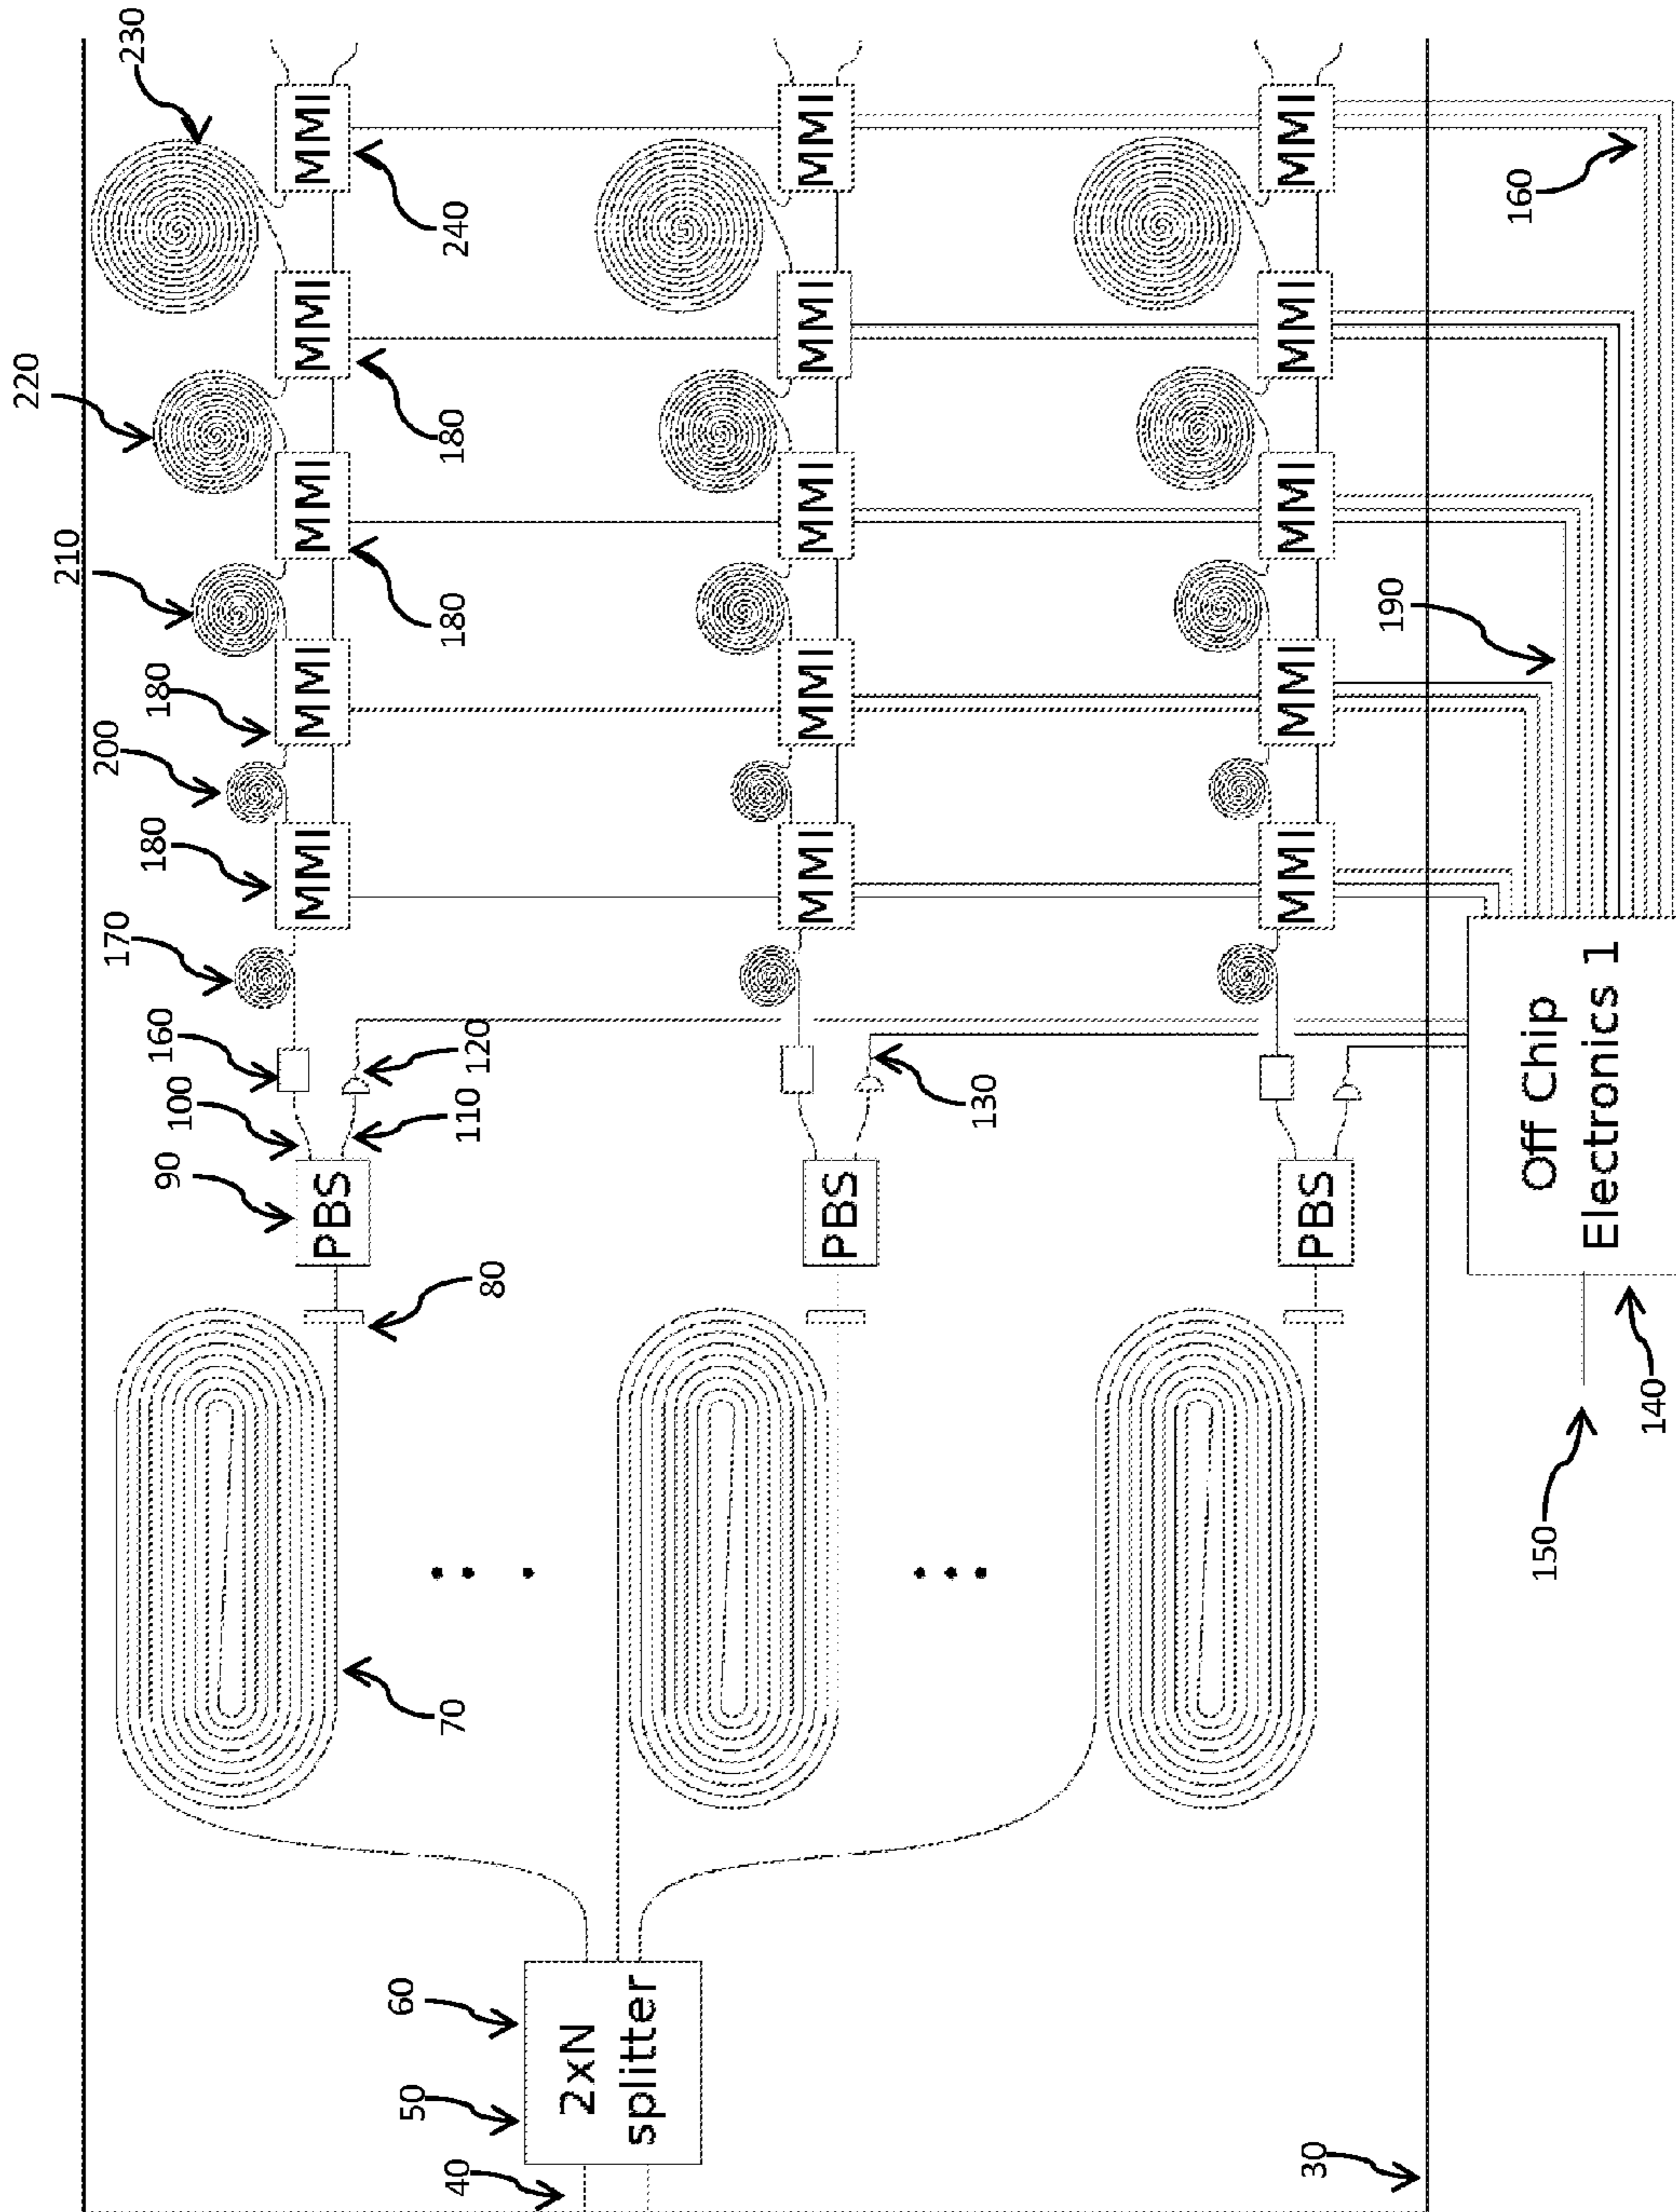 220
210
230
200
170
90
180
180
160
100
PBS
MMI
MMI
MMI
MMI
MMI
60
50
40
70
80
110
120
180
180
240
2xN
splitter
PBS
MMI
MMI
MMI
MMI
MMI
130
PBS
MMI
MMI
MMI
MMI
MMI
30
190
160
150
Off Chip
Electronics 1
140